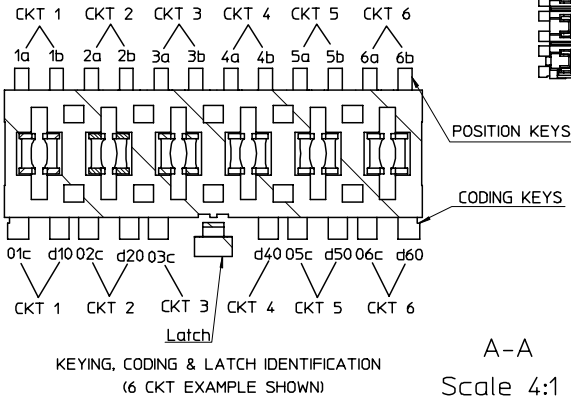 CKT 1 CKT 2 CKT 3 CKT 4 CKT 5 CKT 6
1a 1b 2a 2b 3a 3b 4a 4b 5a 5b 6a 6b
POSITION KEYS
CODING KEYS
01c d10 02c d20 03c d40 05c d50 06c d60
CKT 1 CKT 2 CKT 3 CKT 4 CKT 5 CKT 6
Latch
KEYING, CODING & LATCH IDENTIFICATION
(6 CKT EXAMPLE SHOWN)
A-A
Scale 4:1